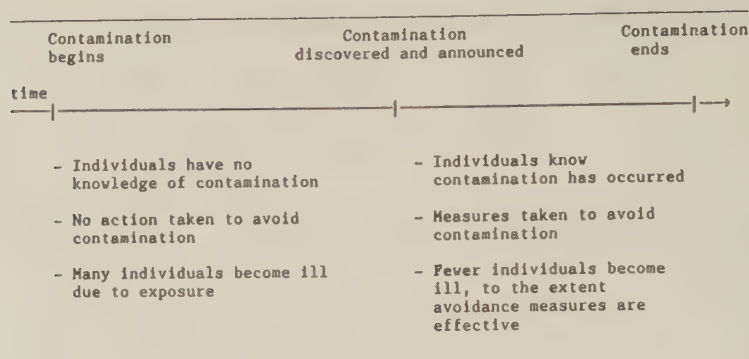 Contamination begins
Contamination discovered and announced
Contamination ends
time
- Individuals have no
knowledge of contamination
- No action taken to avoid
contamination
- Many individuals become ill
due to exposure
- Individuals know
contamination has occurred
- Measures taken to avoid
contamination
- Fewer individuals become
ill, to the extent
avoidance measures are
effective